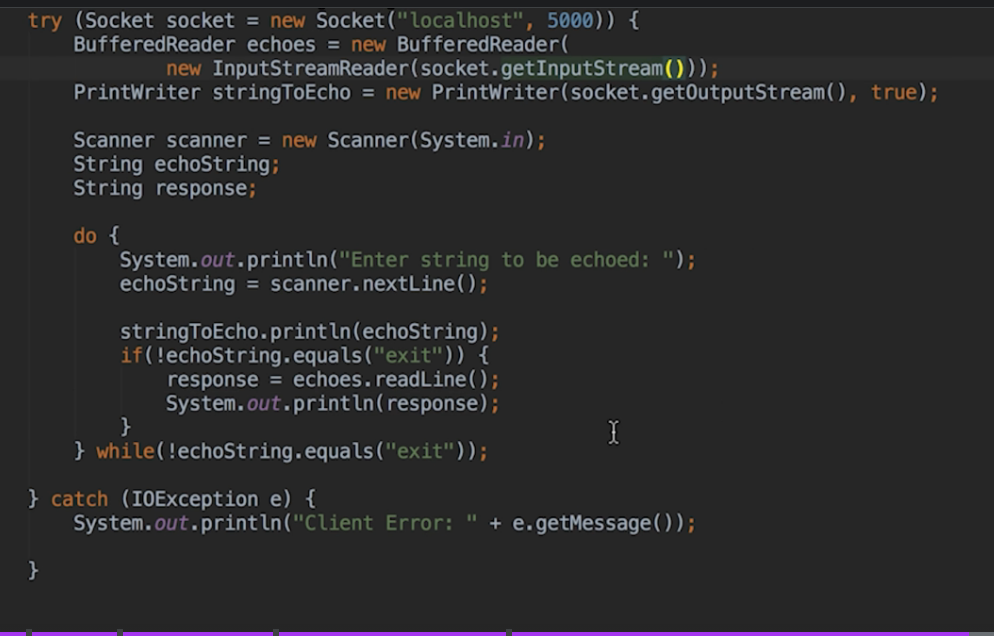 try (Socket socket = new Socket("localhost", 5000)) {
BufferedReader echoes = new BufferedReader(
new InputStreamReader(socket.getInputStream()));
PrintWriter stringToEcho = new PrintWriter(socket.getOutputStream(), true);
Scanner scanner = new Scanner(System.in);
String echoString;
String response;
do {
System.out.println("Enter string to be echoed: ");
echoString = scanner.nextLine();
stringToEcho.println(echoString);
if(!echoString.equals("exit")) {
response = echoes.readLine();
System.out.println(response);
}
} while(!echoString.equals("exit"));
} catch (IOException e) {
System.out.println("Client Error: " + e.getMessage());
}